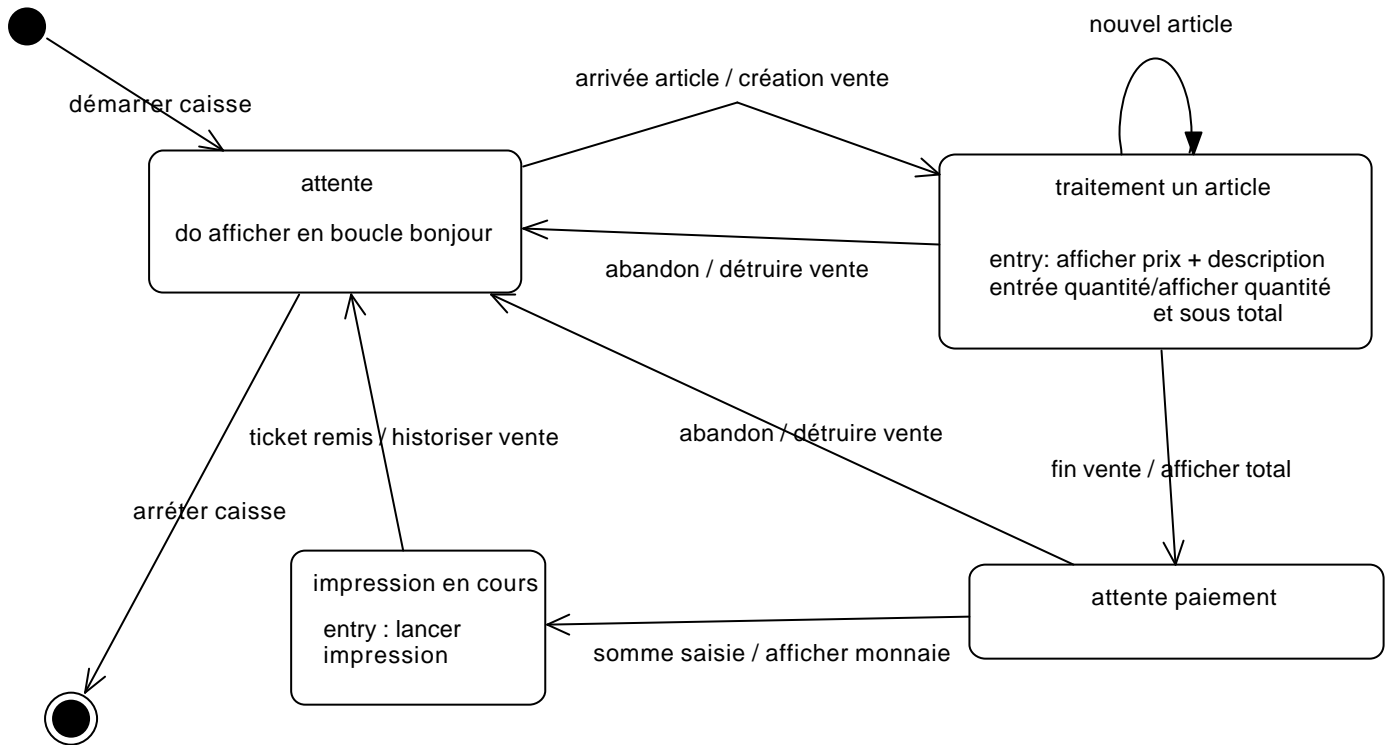 nouvel article
arrivée article / création vente
démarrer caisse
attente
do afficher en boucle bonjour
traitement un article
entry: afficher prix + description
entrée quantité/afficher quantité
et sous total
abandon / détruire vente
ticket remis / historiser vente
abandon / détruire vente
fin vente / afficher total
arréter caisse
impression en cours
entry : lancer
impression
attente paiement
somme saisie / afficher monnaie